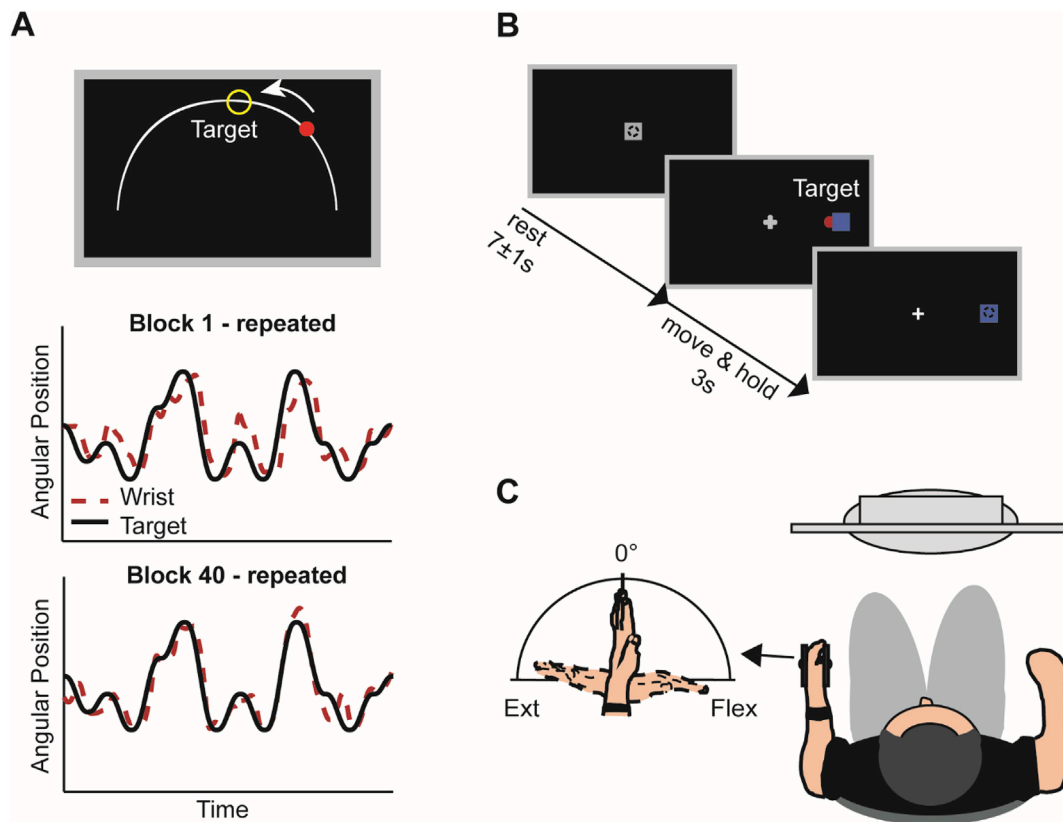 A
Target
Block 1 - repeated
Angular Position
Wrist
Target
Block 40 - repeated
Angular Position
Time
B
Target
rest
7±1s
move & hold
3s
C
0°
Ext
Flex